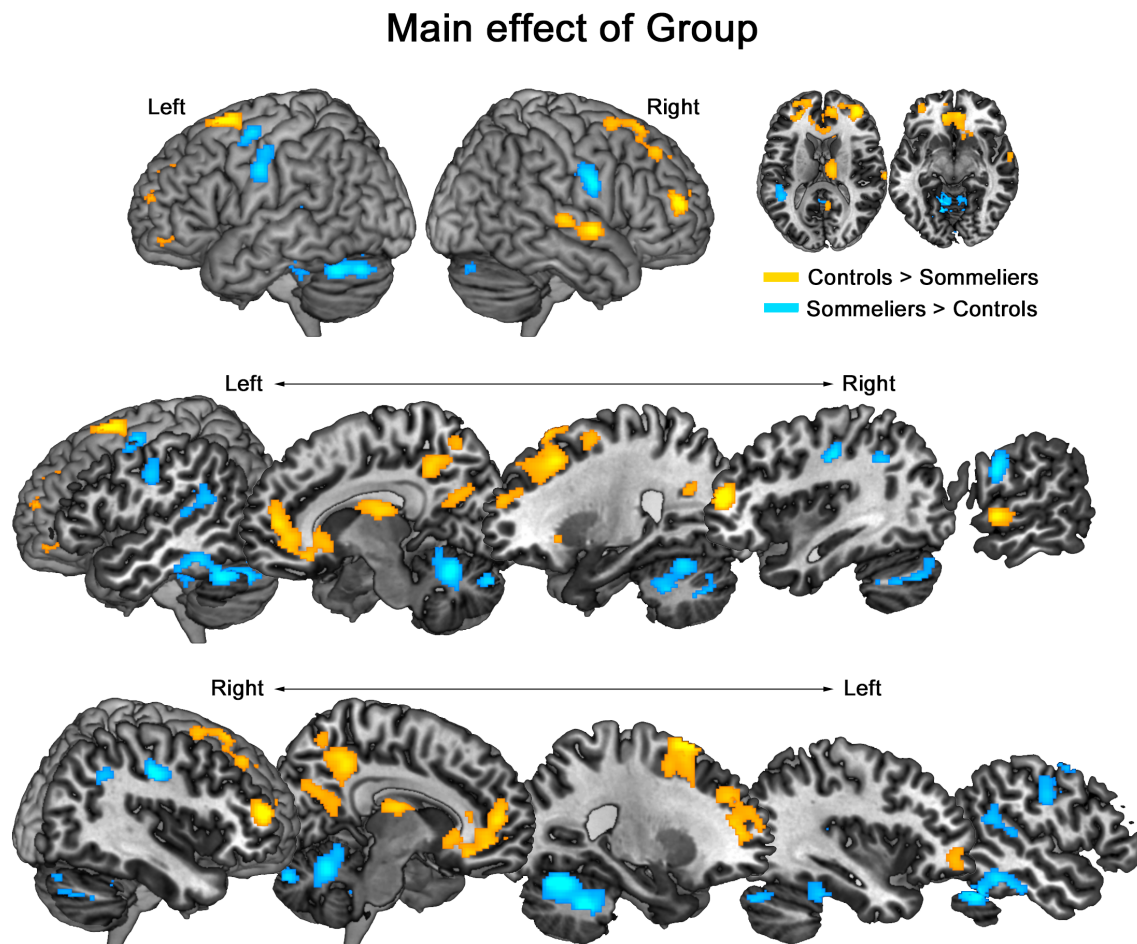 Main effect of Group
Left
Right
Controls > Sommeliers
Sommeliers > Controls
Left
Right
Right
Left